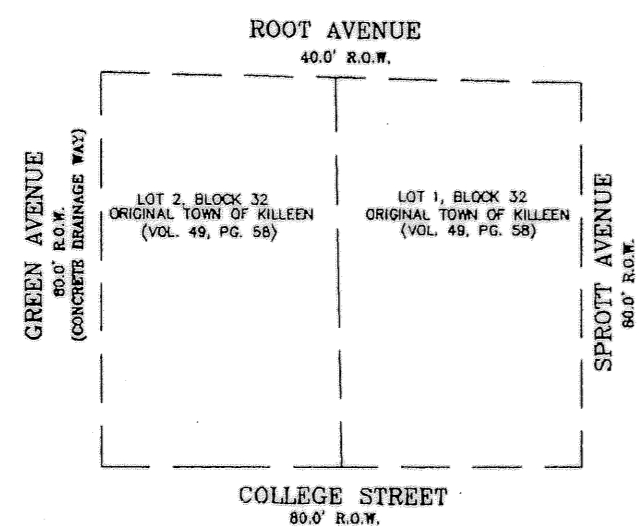 ROOT AVENUE
40.0' R.O.W.
GREEN AVENUE
80.0' R.O.W.
(CONCRETE DRAINAGE WAY)
LOT 2, BLOCK 32
ORIGINAL TOWN OF KILLEEN
(VOL. 49, PG. 58)
LOT 1, BLOCK 32
ORIGINAL TOWN OF KILLEEN
(VOL. 49, PG. 58)
SPROTT AVENUE
80.0' R.O.W.
COLLEGE STREET
80.0' R.O.W.